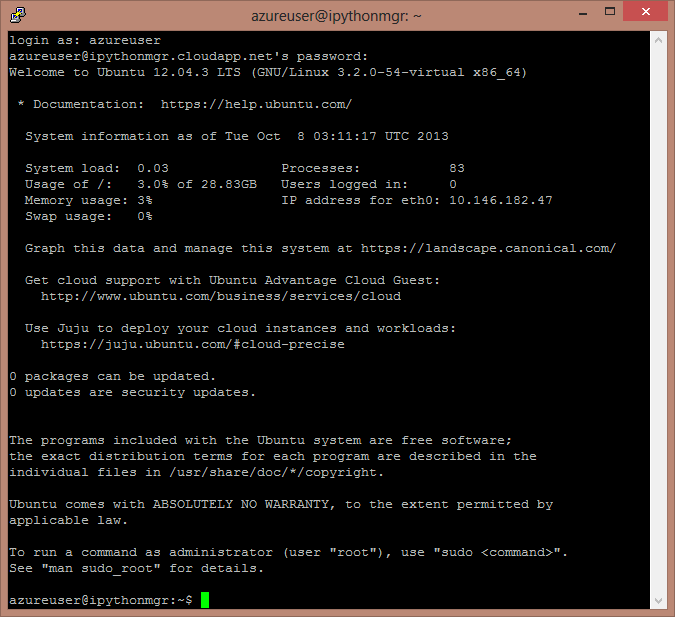 azureuser@ipythonmgr: ~
login as: azureuser
azureuser@ipythonmgr.cloudapp.net's password:
Welcome to Ubuntu 12.04.3 LTS (GNU/Linux 3.2.0-54-virtual x86_64)
* Documentation:  https://help.ubuntu.com/
System information as of Tue Oct  8 03:11:17 UTC 2013
System load:  0.03              Processes:           83
Usage of /:   3.0% of 28.83GB   Users logged in:     0
Memory usage: 3%                IP address for eth0: 10.146.182.47
Swap usage:   0%
Graph this data and manage this system at https://landscape.canonical.com/
Get cloud support with Ubuntu Advantage Cloud Guest:
http://www.ubuntu.com/business/services/cloud
Use Juju to deploy your cloud instances and workloads:
https://juju.ubuntu.com/#cloud-precise
0 packages can be updated.
0 updates are security updates.
The programs included with the Ubuntu system are free software;
the exact distribution terms for each program are described in the
individual files in /usr/share/doc/*/copyright.
Ubuntu comes with ABSOLUTELY NO WARRANTY, to the extent permitted by
applicable law.
To run a command as administrator (user "root"), use "sudo <command>".
See "man sudo_root" for details.
azureuser@ipythonmgr:~$